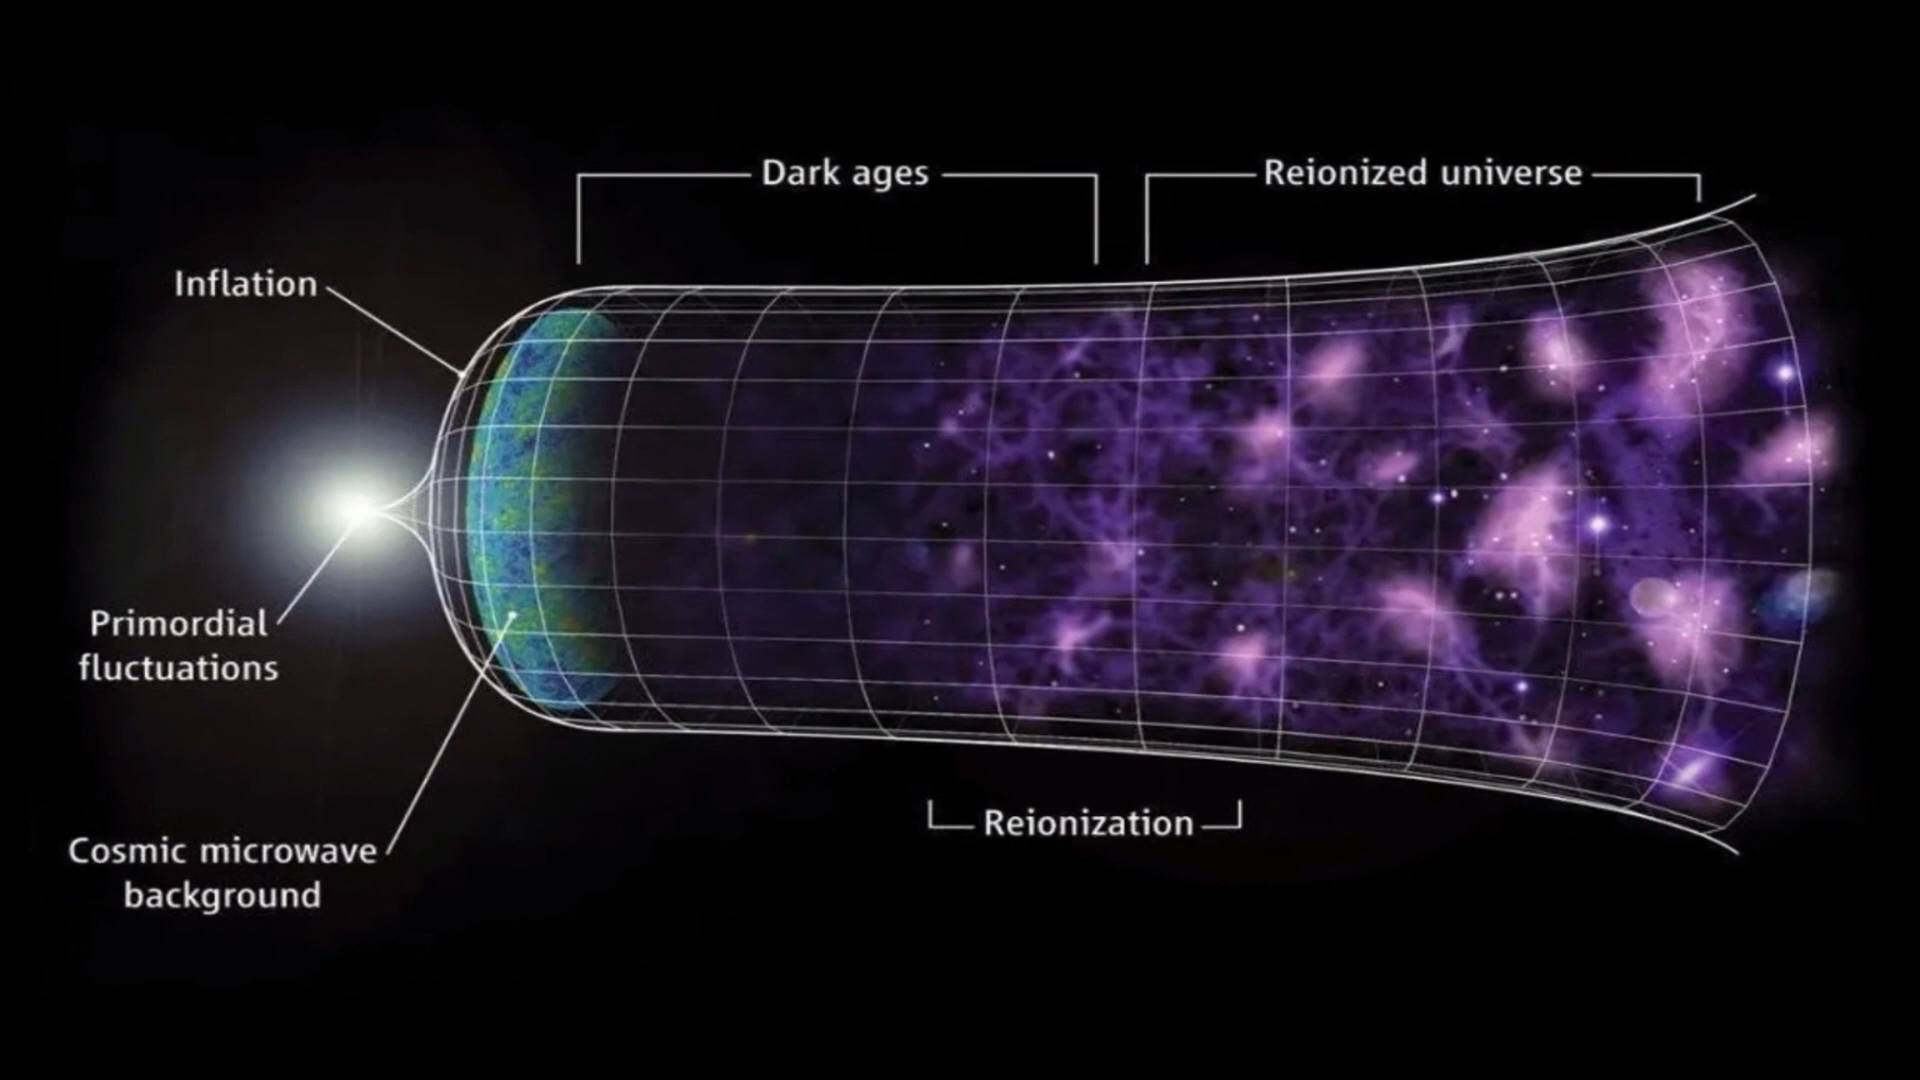 Dark ages
Reionized universe
Inflation
Primordial
fluctuations
Reionization
Cosmic microwave
background